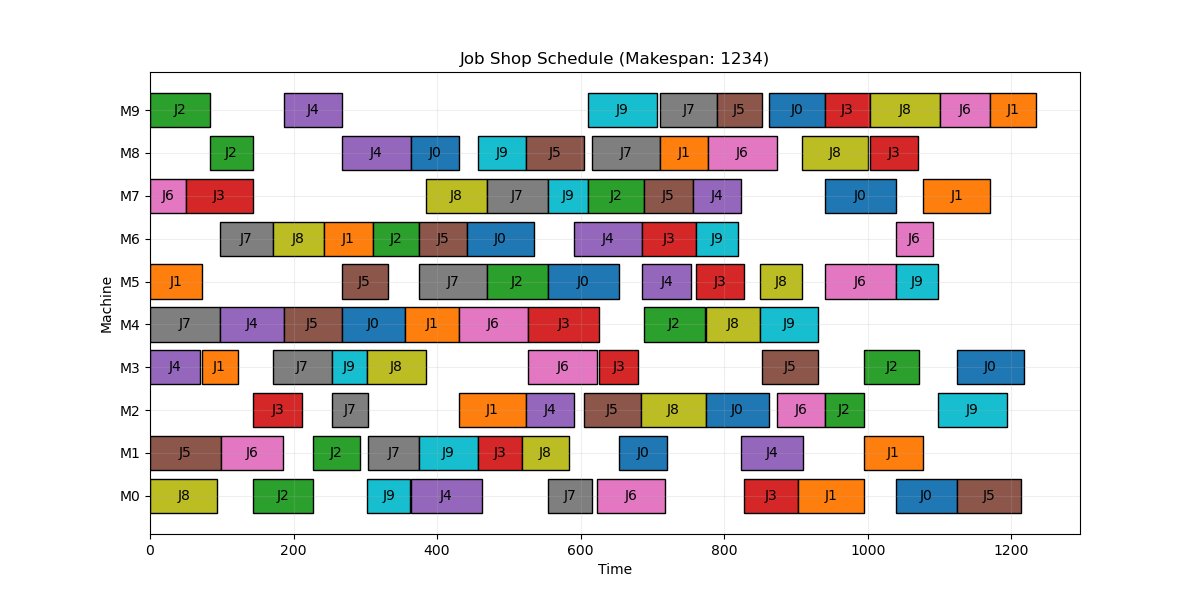 Job Shop Schedule (Makespan: 1234)
Machine
M9 J2 J4 J9 J7 J5 J0 J3 J8 J6 J1
M8 J2 J4 J0 J9 J5 J7 J1 J6 J8 J3
M7 J6 J3 J8 J7 J9 J2 J5 J4 J0 J1
M6 J7 J8 J1 J2 J5 J0 J4 J3 J9 J6
M5 J1 J5 J7 J2 J0 J4 J3 J8 J6 J9
M4 J7 J4 J5 J0 J1 J6 J3 J2 J8 J9
M3 J4 J1 J7 J9 J8 J6 J3 J5 J2 J0
M2 J3 J7 J1 J4 J5 J8 J0 J6 J2 J9
M1 J5 J6 J2 J7 J9 J3 J8 J0 J4 J1
M0 J8 J2 J9 J4 J7 J6 J3 J1 J0 J5
0 200 400 600 800 1000 1200
Time